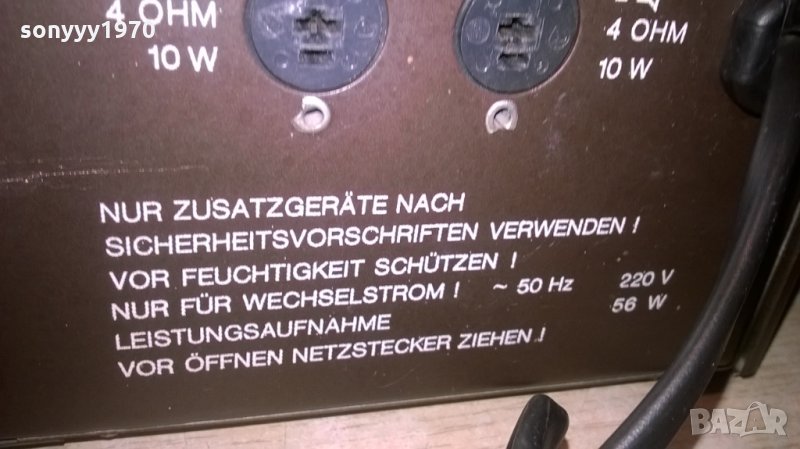 sonyyy1970
4 OHM
10 W
4 OHM
10 W
NUR ZUSATZGERÄTE NACH
SICHERHEITSVORSCHRIFTEN VERWENDEN !
VOR FEUCHTIGKEIT SCHÜTZEN !
NUR FÜR WECHSELSTROM ! ~ 50 Hz 220 V
LEISTUNGSAUFNAHME 56 W
VOR ÖFFNEN NETZSTECKER ZIEHEN !
BAZAR